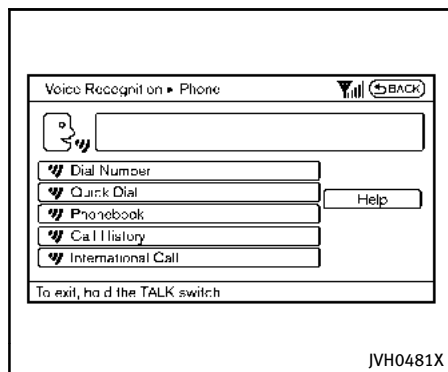 Voice Recognition ▸ Phone
BACK
Dial Number
Quick Dial
Phonebook
Help
Call History
International Call
To exit, hold the TALK switch
JVH0481X